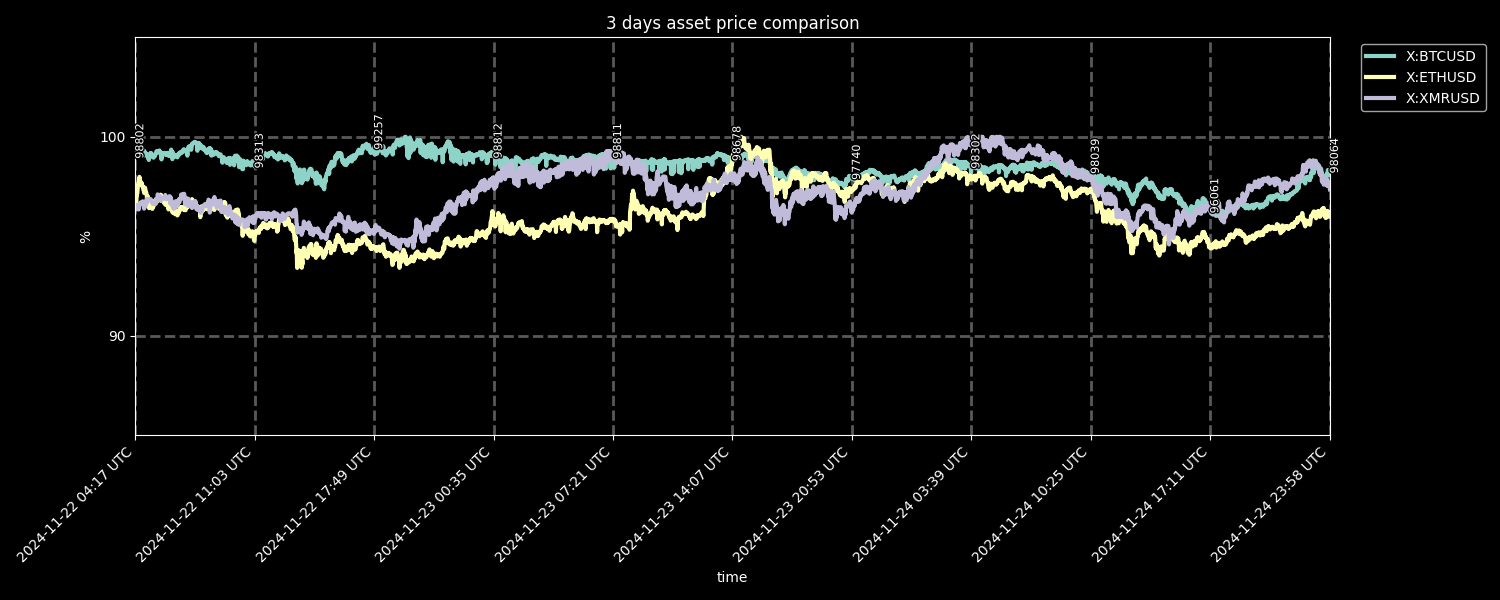 3 days asset price comparison
X:BTCUSD
X:ETHUSD
X:XMRUSD
100
90
%
98802
98313
99257
98812
98811
98678
97740
98302
98039
96061
98064
2024-11-22 04:17 UTC
2024-11-22 11:03 UTC
2024-11-22 17:49 UTC
2024-11-23 00:35 UTC
2024-11-23 07:21 UTC
2024-11-23 14:07 UTC
2024-11-23 20:53 UTC
2024-11-24 03:39 UTC
2024-11-24 10:25 UTC
2024-11-24 17:11 UTC
2024-11-24 23:58 UTC
time